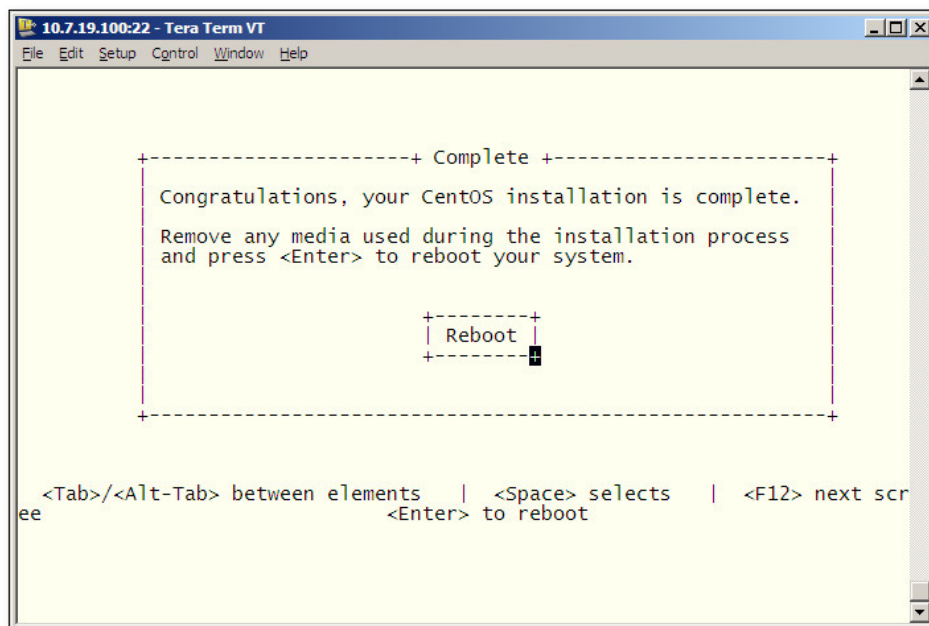 10.7.19.100:22 - Tera Term VT
File Edit Setup Control Window Help
+----------------------+ Complete +-----------------------+
Congratulations, your CentOS installation is complete.
Remove any media used during the installation process
and press <Enter> to reboot your system.
+--------+
| Reboot |
+--------+
+---------------------------------------------------------+
<Tab>/<Alt-Tab> between elements | <Space> selects | <F12> next scr
ee <Enter> to reboot